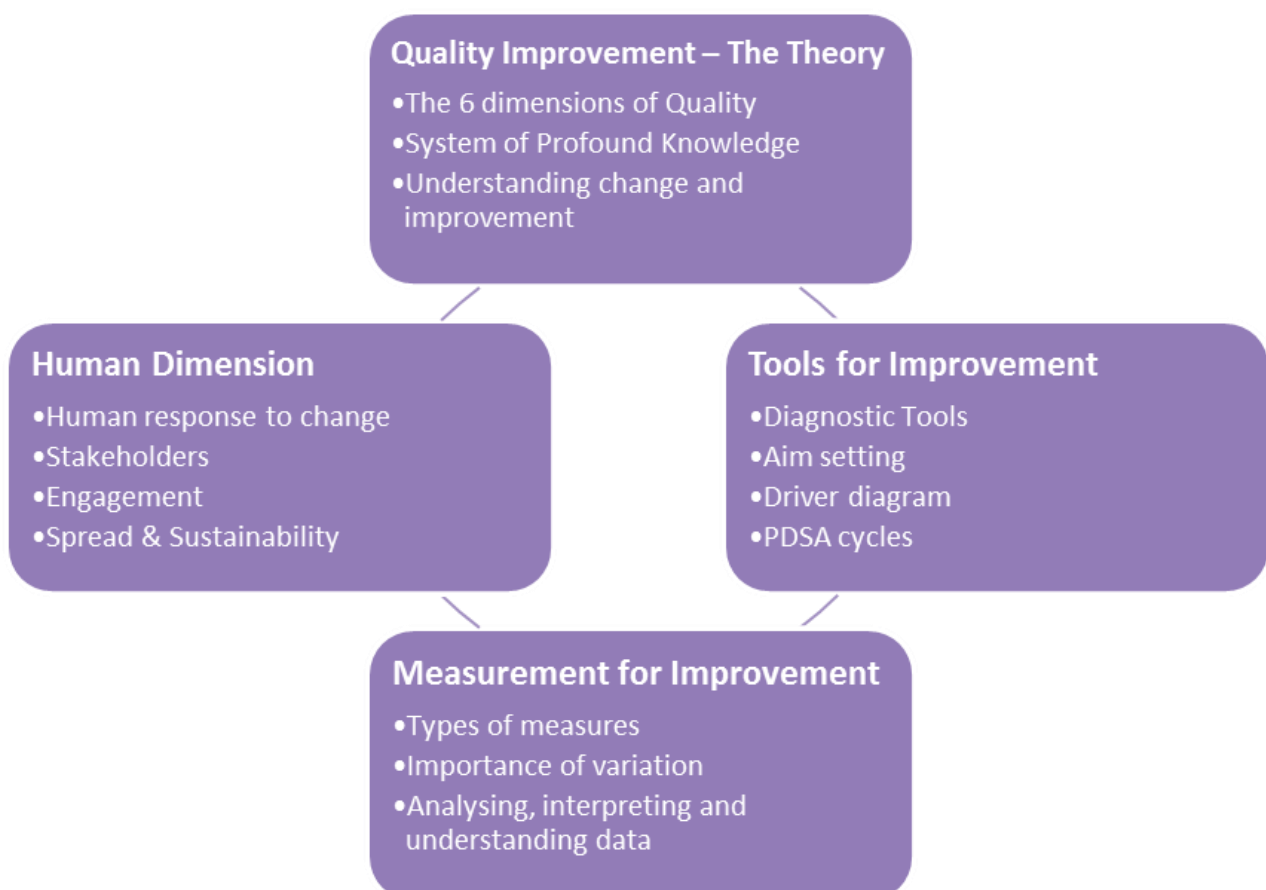 Quality Improvement – The Theory
•The 6 dimensions of Quality
•System of Profound Knowledge
•Understanding change and
improvement
Human Dimension
•Human response to change
•Stakeholders
•Engagement
•Spread & Sustainability
Tools for Improvement
•Diagnostic Tools
•Aim setting
•Driver diagram
•PDSA cycles
Measurement for Improvement
•Types of measures
•Importance of variation
•Analysing, interpreting and
understanding data